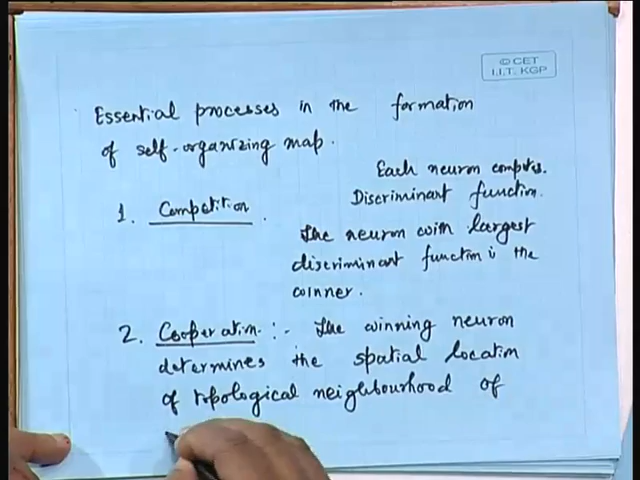 © CET
I.I.T. KGP
Essential processes in the formation
of self-organizing map.
Each neuron computes.
Discriminant function.
1. Competition.
The neuron with largest
discriminant function is the
winner.
2. Cooperation :- The winning neuron
determines the spatial location
of topological neighbourhood of